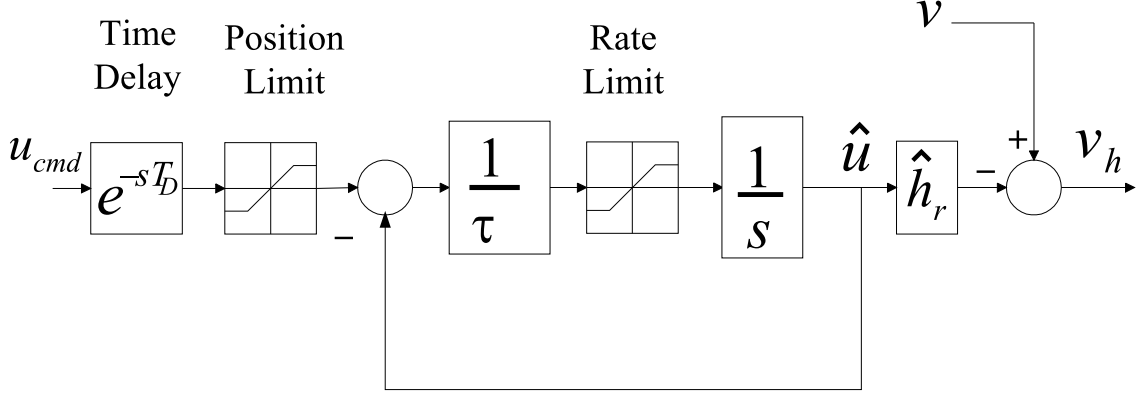 Time
Delay
Position
Limit
Rate
Limit
v
u_cmd
e^{-sT_D}
−
1
τ
1
s
û
ĥ_r
−
+
v_h